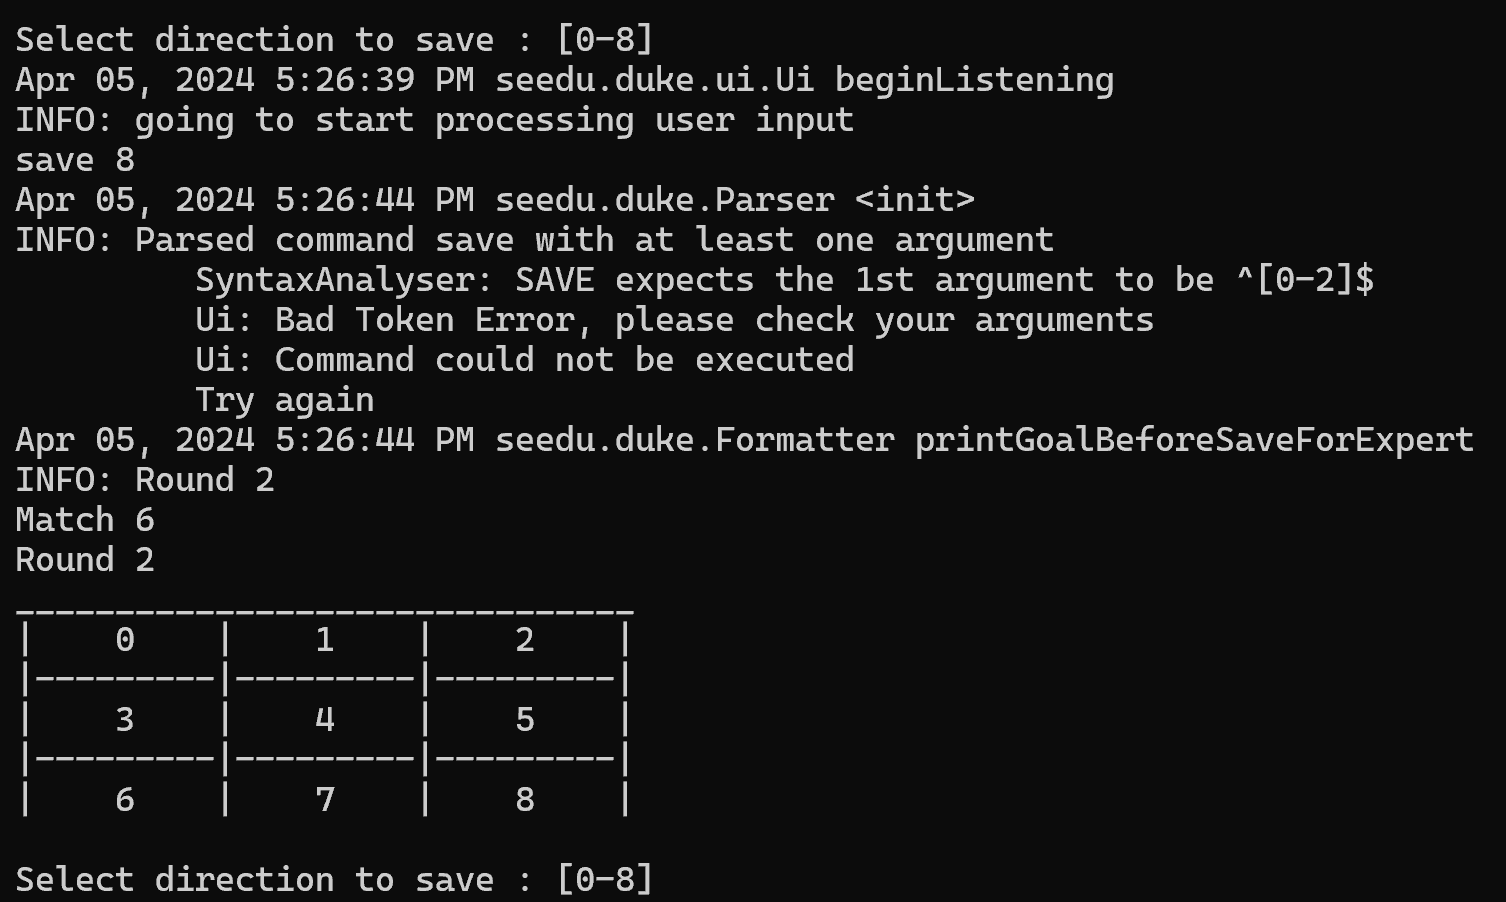 Select direction to save : [0-8]
Apr 05, 2024 5:26:39 PM seedu.duke.ui.Ui beginListening
INFO: going to start processing user input
save 8
Apr 05, 2024 5:26:44 PM seedu.duke.Parser <init>
INFO: Parsed command save with at least one argument
SyntaxAnalyser: SAVE expects the 1st argument to be ^[0-2]$
Ui: Bad Token Error, please check your arguments
Ui: Command could not be executed
Try again
Apr 05, 2024 5:26:44 PM seedu.duke.Formatter printGoalBeforeSaveForExpert
INFO: Round 2
Match 6
Round 2
_______________________________
|    0    |    1    |    2    |
|---------|---------|---------|
|    3    |    4    |    5    |
|---------|---------|---------|
|    6    |    7    |    8    |
Select direction to save : [0-8]